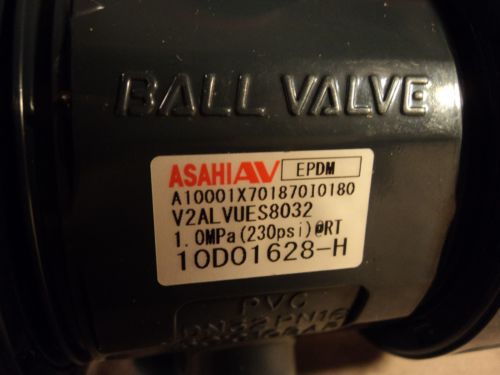 BALL VALVE
ASAHI AV EPDM
A10001X70187010180
V2ALVUES8032
1.0MPa(230psi)@RT
10D01628-H
PVC